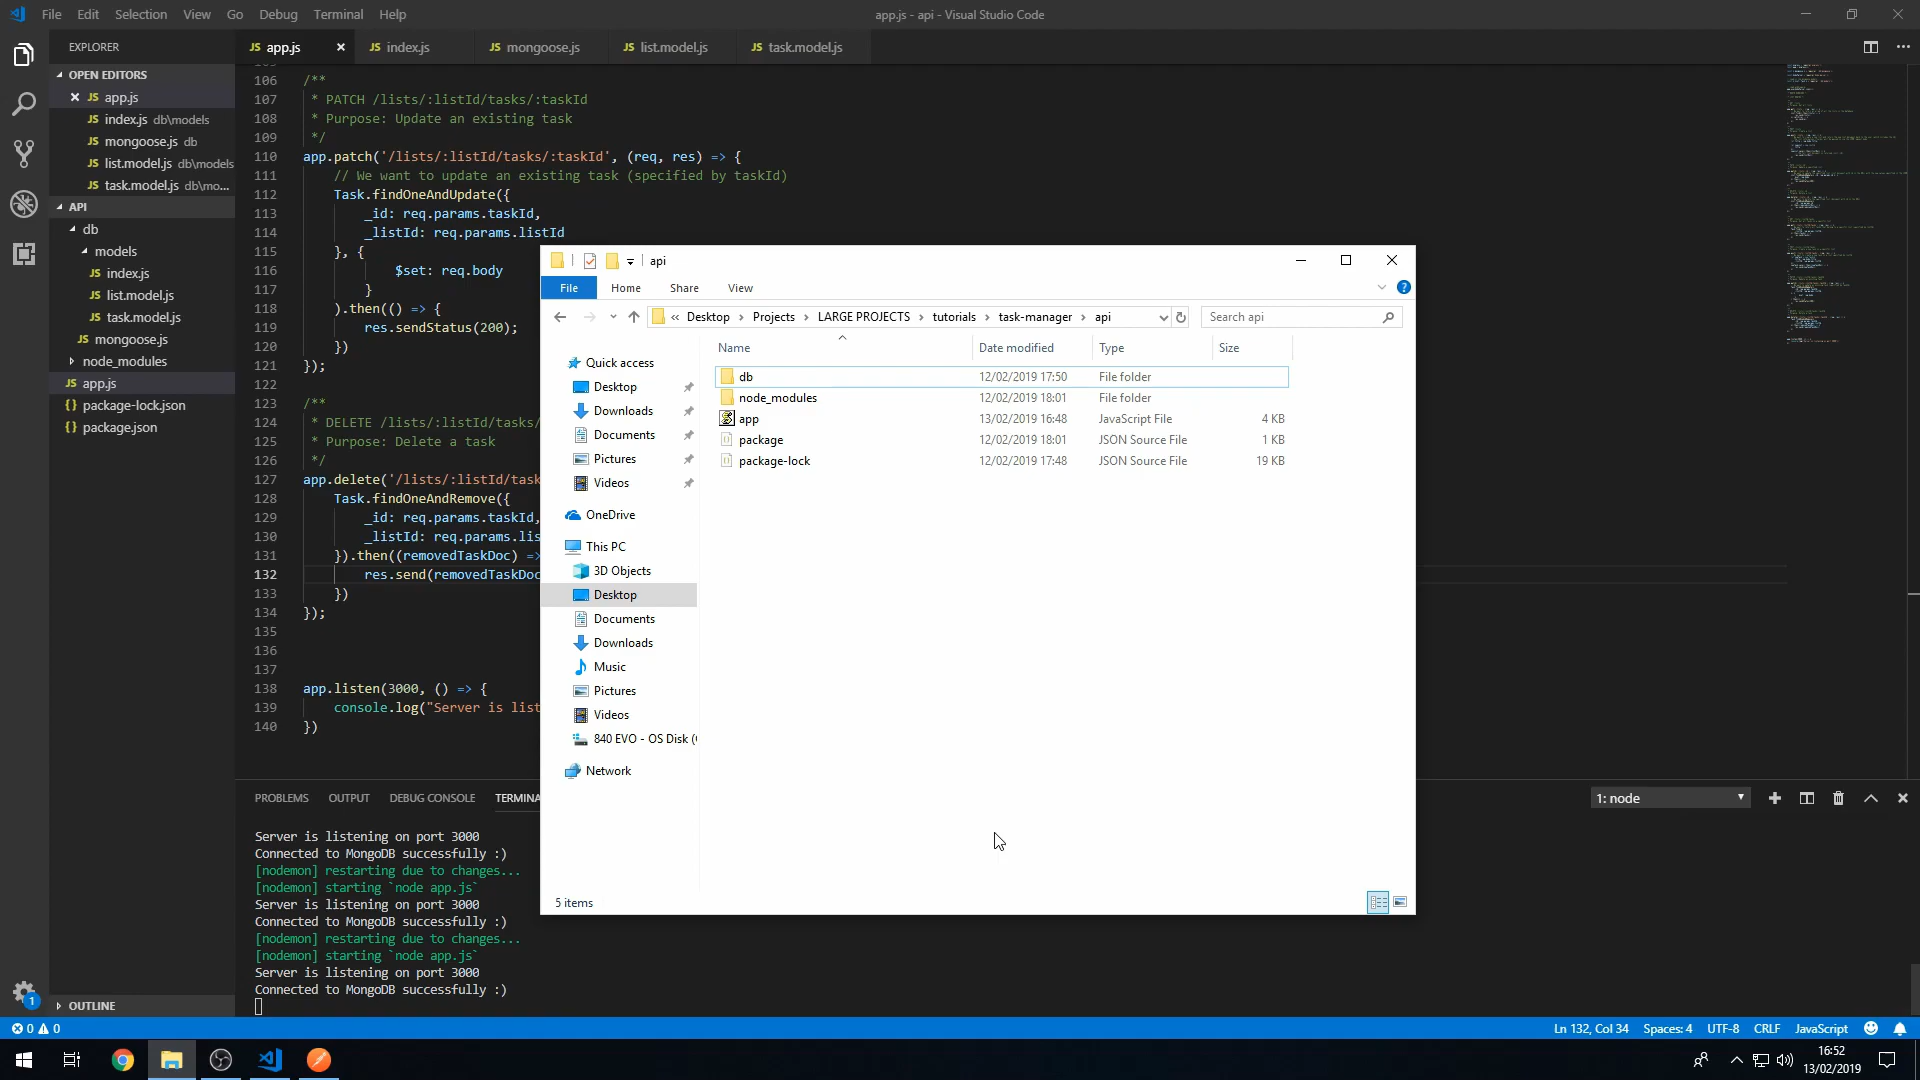 File Edit Selection View Go Debug Terminal Help
app.js - api - Visual Studio Code
EXPLORER
OPEN EDITORS
JS app.js
JS index.js db\models
JS mongoose.js db
JS list.model.js db\models
JS task.model.js db\mo...
API
db
models
JS index.js
JS list.model.js
JS task.model.js
JS mongoose.js
node_modules
JS app.js
{} package-lock.json
{} package.json
OUTLINE
JS app.js
JS index.js
JS mongoose.js
JS list.model.js
JS task.model.js
106 /**
107 * PATCH /lists/:listId/tasks/:taskId
108 * Purpose: Update an existing task
109 */
110 app.patch('/lists/:listId/tasks/:taskId', (req, res) => {
111 // We want to update an existing task (specified by taskId)
112 Task.findOneAndUpdate({
113 _id: req.params.taskId,
114 _listId: req.params.listId
115 }, {
116 $set: req.body
117 }
118 ).then(() => {
119 res.sendStatus(200);
120 })
121 });
122
123 /**
124 * DELETE /lists/:listId/tasks/
125 * Purpose: Delete a task
126 */
127 app.delete('/lists/:listId/task
128 Task.findOneAndRemove({
129 _id: req.params.taskId,
130 _listId: req.params.lis
131 }).then((removedTaskDoc) =>
132 res.send(removedTaskDoc
133 })
134 });
135
136
137
138 app.listen(3000, () => {
139 console.log("Server is list
140 })
api
File Home Share View
« Desktop › Projects › LARGE PROJECTS › tutorials › task-manager › api
Search api
Quick access
Desktop
Downloads
Documents
Pictures
Videos
OneDrive
This PC
3D Objects
Desktop
Documents
Downloads
Music
Pictures
Videos
840 EVO - OS Disk (
Network
Name Date modified Type Size
db 12/02/2019 17:50 File folder
node_modules 12/02/2019 18:01 File folder
app 13/02/2019 16:48 JavaScript File 4 KB
package 12/02/2019 18:01 JSON Source File 1 KB
package-lock 12/02/2019 17:48 JSON Source File 19 KB
5 items
PROBLEMS OUTPUT DEBUG CONSOLE TERMINA
1: node
Server is listening on port 3000
Connected to MongoDB successfully :)
[nodemon] restarting due to changes...
[nodemon] starting `node app.js`
Server is listening on port 3000
Connected to MongoDB successfully :)
[nodemon] restarting due to changes...
[nodemon] starting `node app.js`
Server is listening on port 3000
Connected to MongoDB successfully :)
1
0 0
Ln 132, Col 34 Spaces: 4 UTF-8 CRLF JavaScript
16:52
13/02/2019